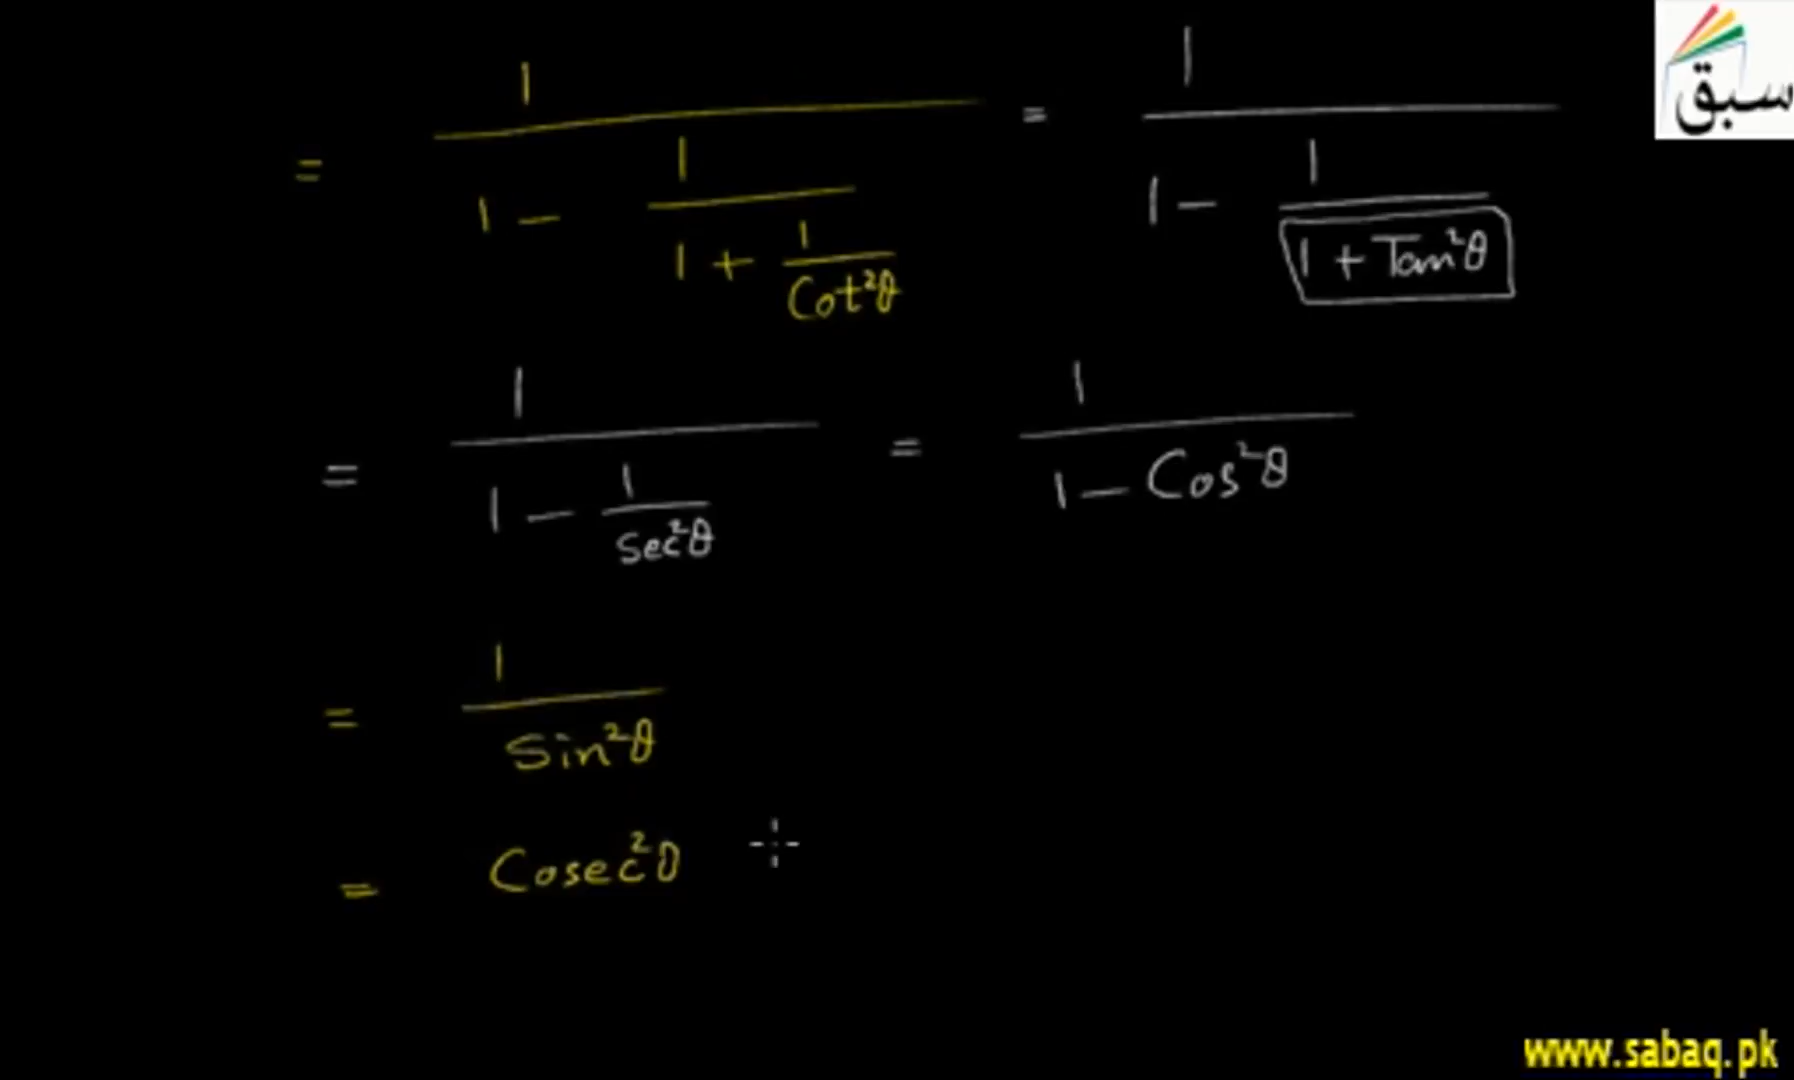 سبق
= 1 / (1 - 1 / (1 + 1 / Cot²θ)) = 1 / (1 - 1 / (1 + Tan²θ))
= 1 / (1 - 1 / Sec²θ) = 1 / (1 - Cos²θ)
= 1 / Sin²θ
= Cosec²θ
www.sabaq.pk